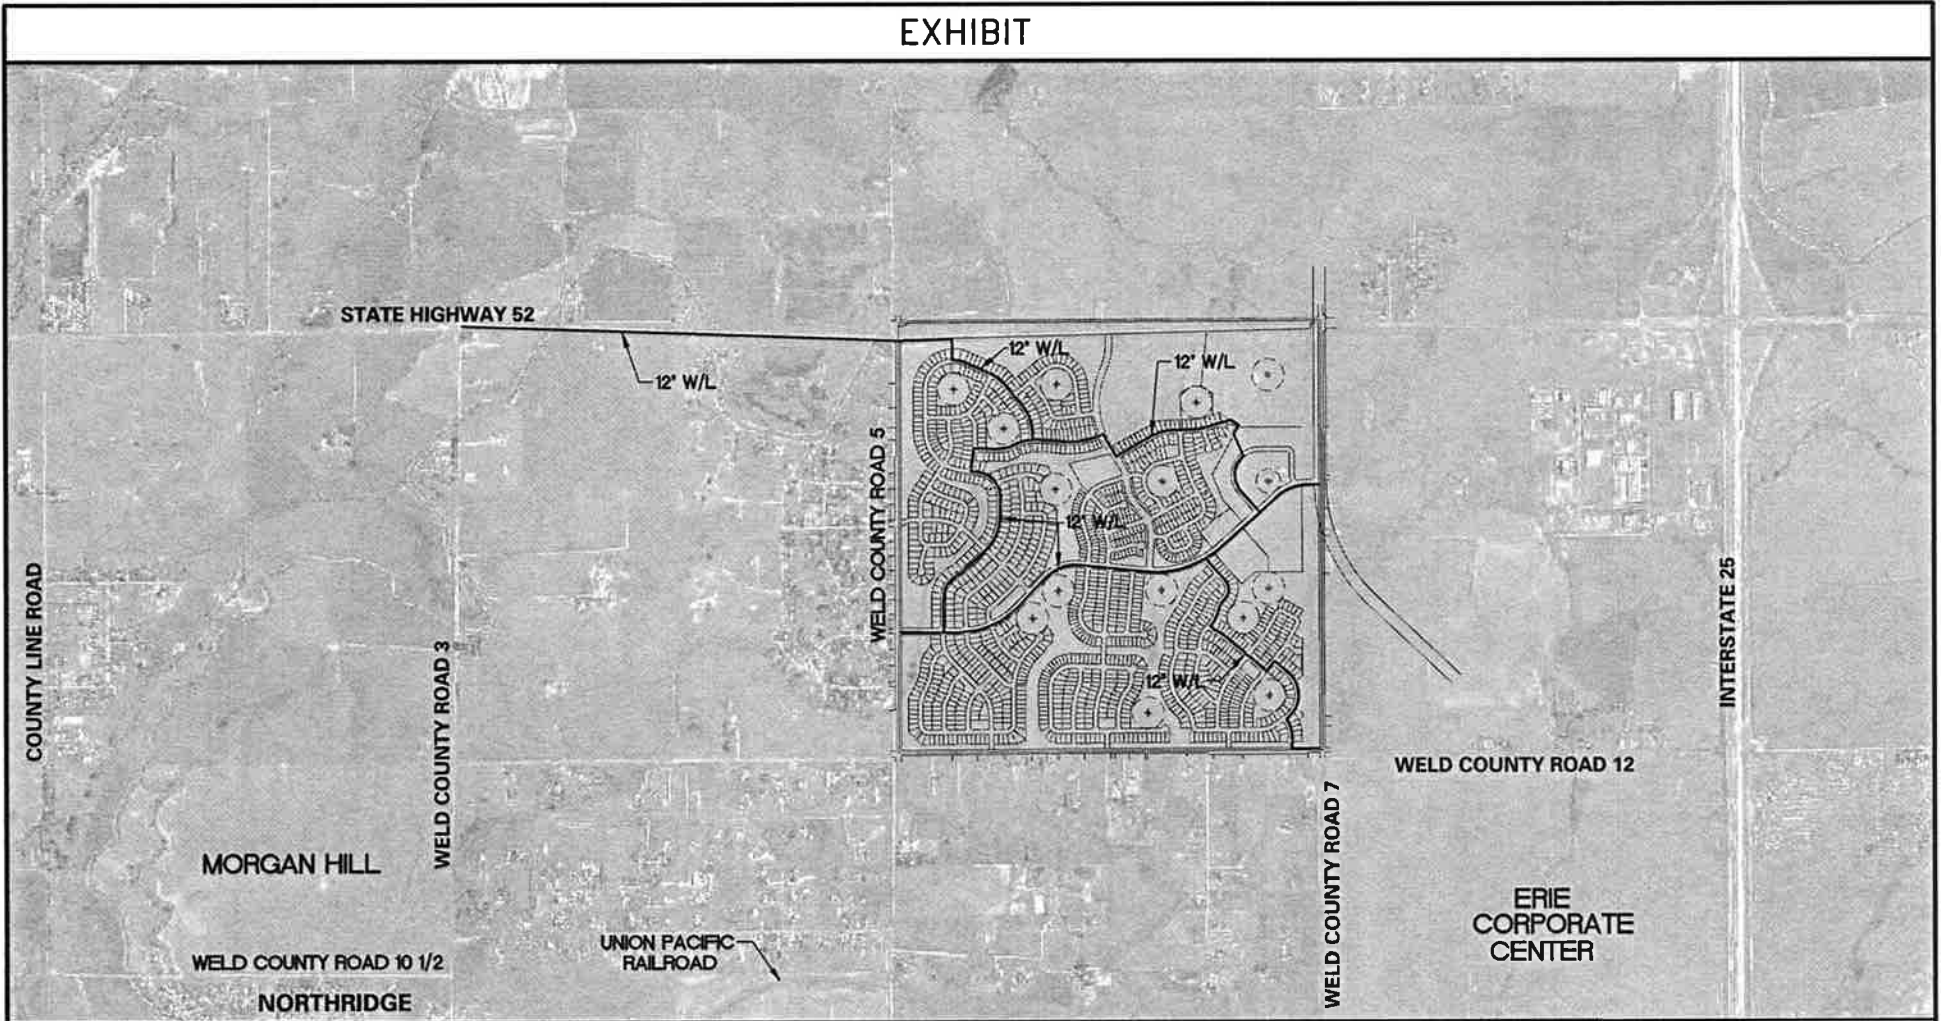 EXHIBIT
STATE HIGHWAY 52
12" W/L
12" W/L
12" W/L
WELD COUNTY ROAD 5
12" W/L
COUNTY LINE ROAD
WELD COUNTY ROAD 3
INTERSTATE 25
12" W/L
WELD COUNTY ROAD 12
WELD COUNTY ROAD 7
MORGAN HILL
ERIE
CORPORATE
CENTER
UNION PACIFIC
RAILROAD
WELD COUNTY ROAD 10 1/2
NORTHRIDGE